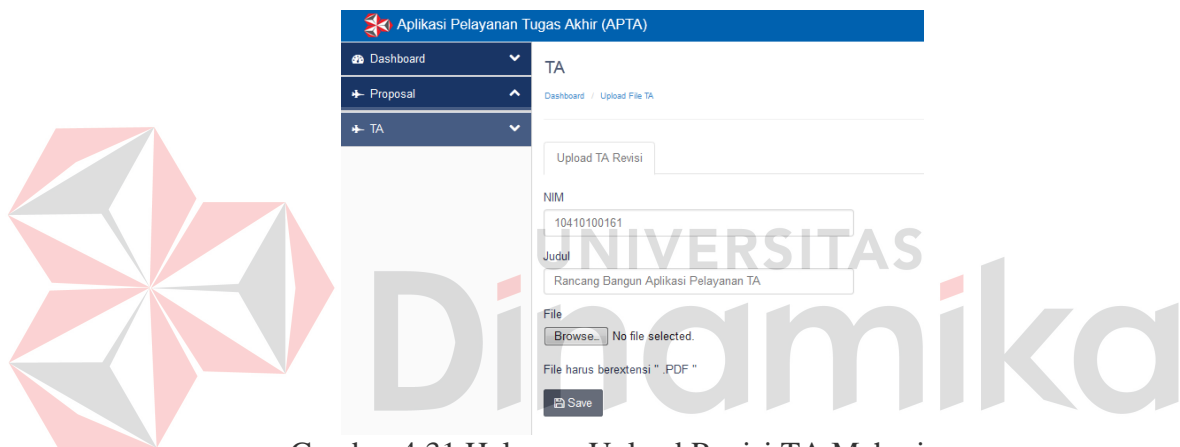 Aplikasi Pelayanan Tugas Akhir (APTA)
Dashboard
Proposal
TA
TA
Dashboard / Upload File TA
Upload TA Revisi
NIM
10410100161
Judul
Rancang Bangun Aplikasi Pelayanan TA
File
Browse.. No file selected.
File harus berextensi " .PDF "
Save
UNIVERSITAS
Dinamika